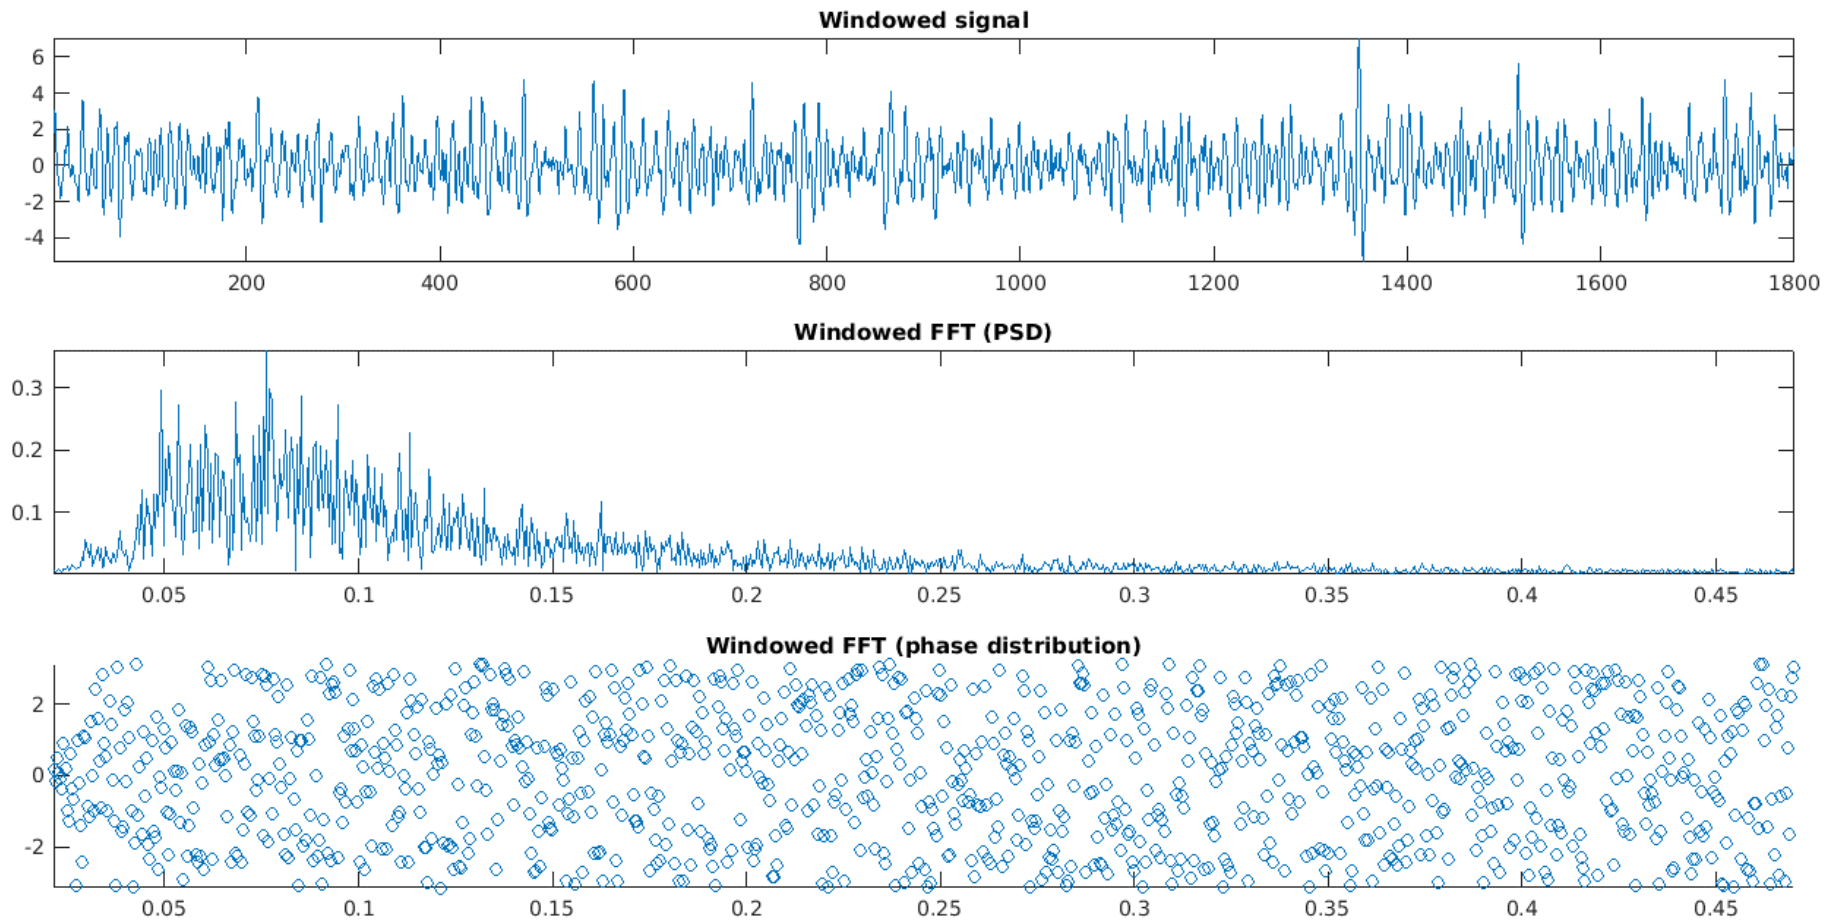 Windowed signal
6
4
2
0
-2
-4
200 400 600 800 1000 1200 1400 1600 1800
Windowed FFT (PSD)
0.3
0.2
0.1
0.05 0.1 0.15 0.2 0.25 0.3 0.35 0.4 0.45
Windowed FFT (phase distribution)
2
0
-2
0.05 0.1 0.15 0.2 0.25 0.3 0.35 0.4 0.45